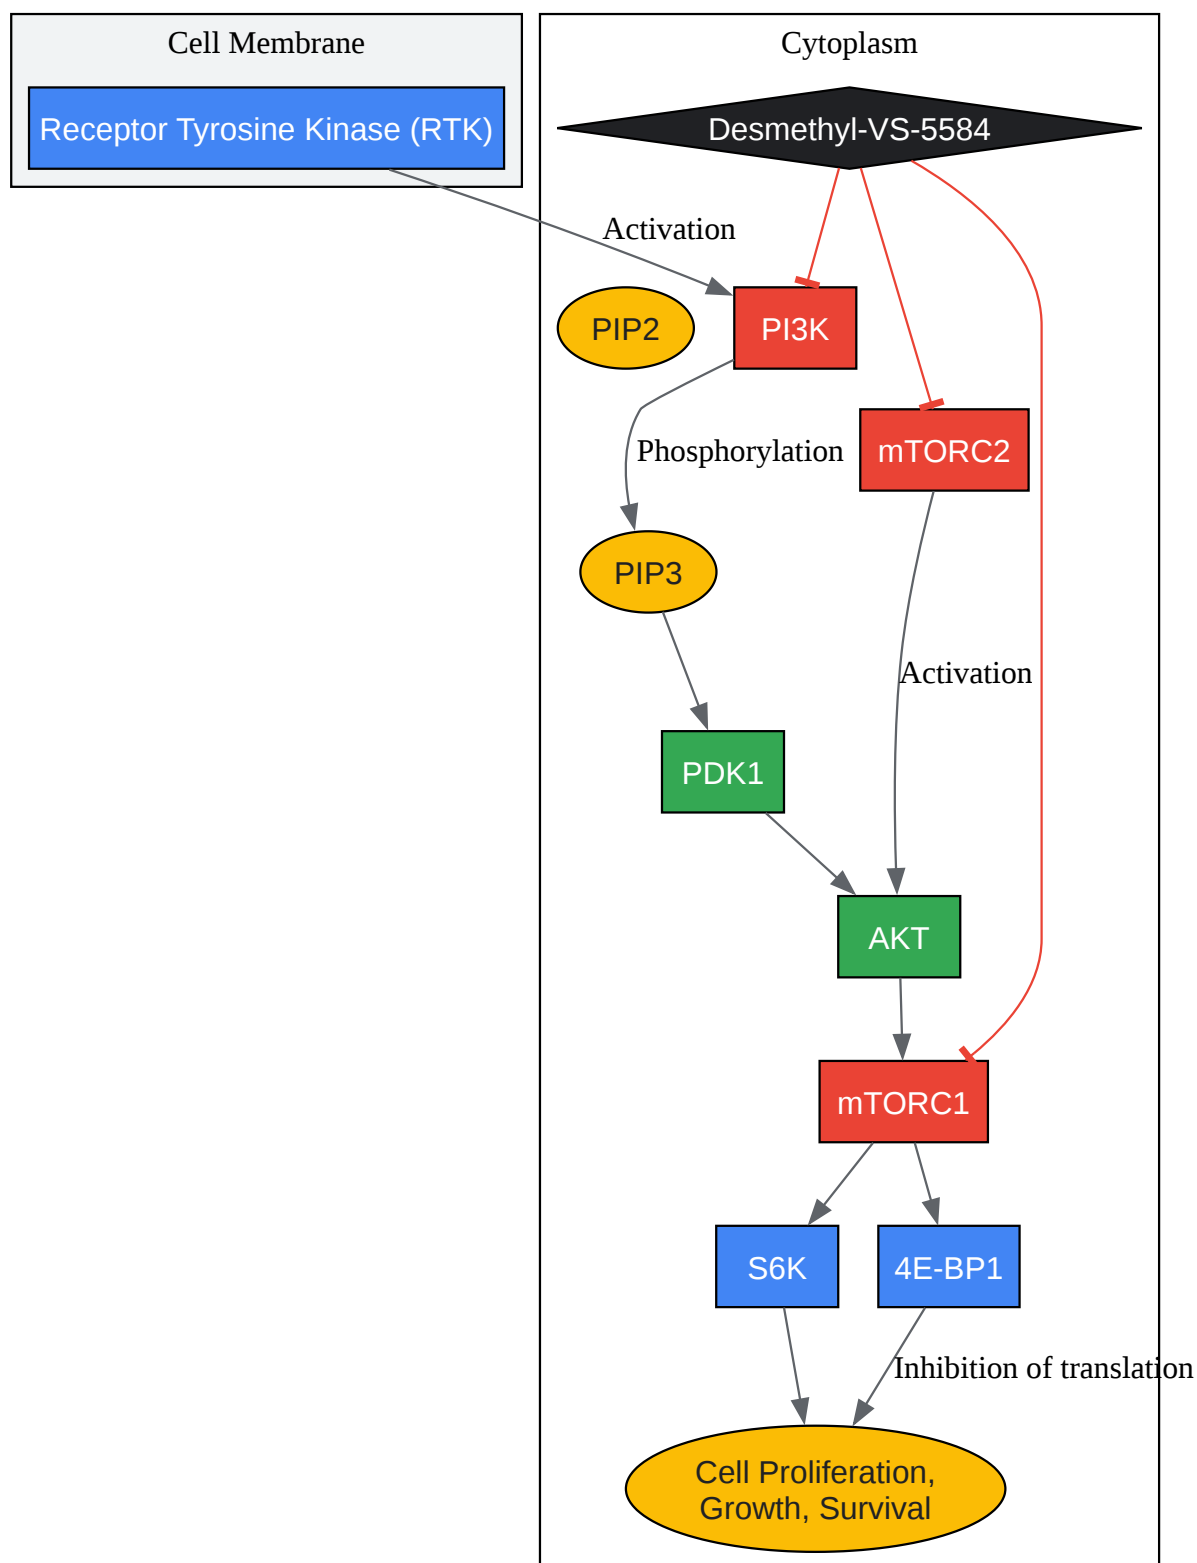 Cell Membrane
Cytoplasm
Receptor Tyrosine Kinase (RTK)
Desmethyl-VS-5584
Activation
PIP2
PI3K
Phosphorylation
mTORC2
PIP3
Activation
PDK1
AKT
mTORC1
S6K
4E-BP1
Inhibition of translation
Cell Proliferation,
Growth, Survival